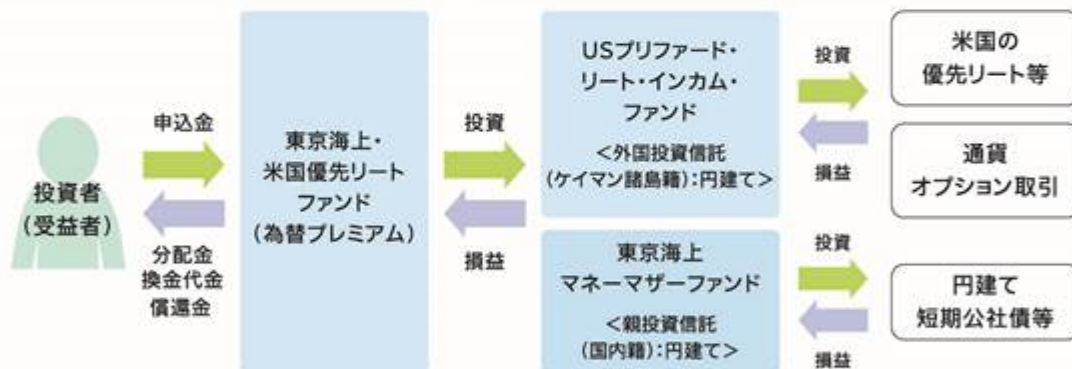 投資者
(受益者)
申込金
分配金
換金代金
償還金
東京海上・
米国優先リート
ファンド
(為替プレミアム)
投資
損益
USプリファード・
リート・インカム・
ファンド
<外国投資信託
(ケイマン諸島籍):円建て>
東京海上
マネーマザーファンド
<親投資信託
(国内籍):円建て>
投資
損益
投資
損益
米国の
優先リート等
通貨
オプション取引
円建て
短期公社債等